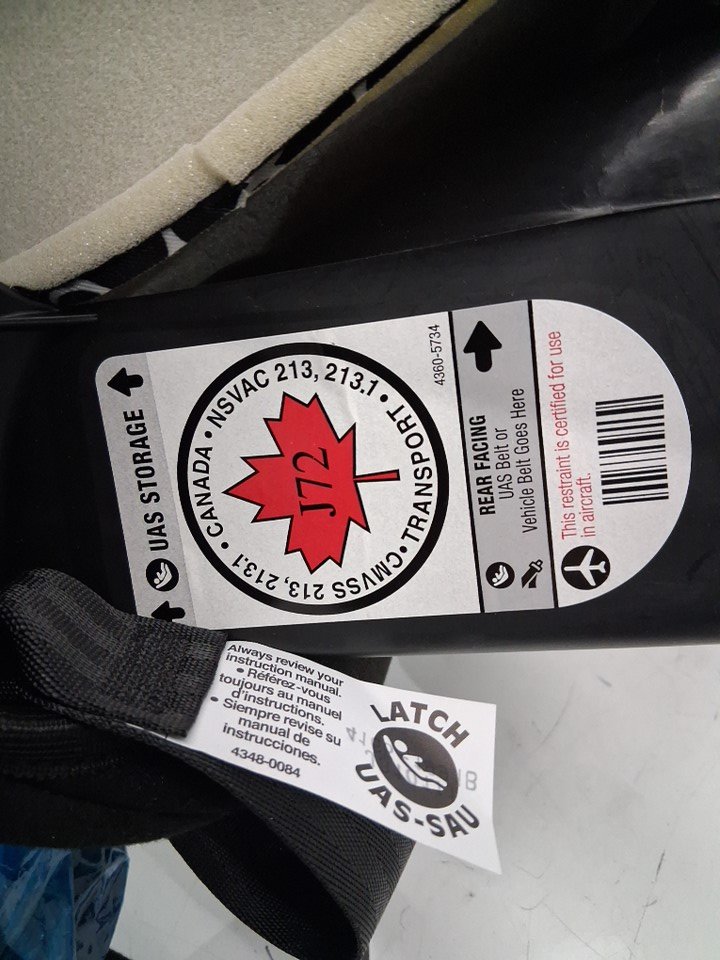 UAS STORAGE
CANADA • NSVAC 213, 213.1 • TRANSPORT • CMVSS 213, 213.1 •
J72
4360-5734
REAR FACING
UAS Belt or
Vehicle Belt Goes Here
This restraint is certified for use
in aircraft.
Always review your
instruction manual.
• Référez-vous
toujours au manuel
d'instructions.
• Siempre revise su
manual de
instrucciones.
4348-0084
LATCH
UAS-SAU